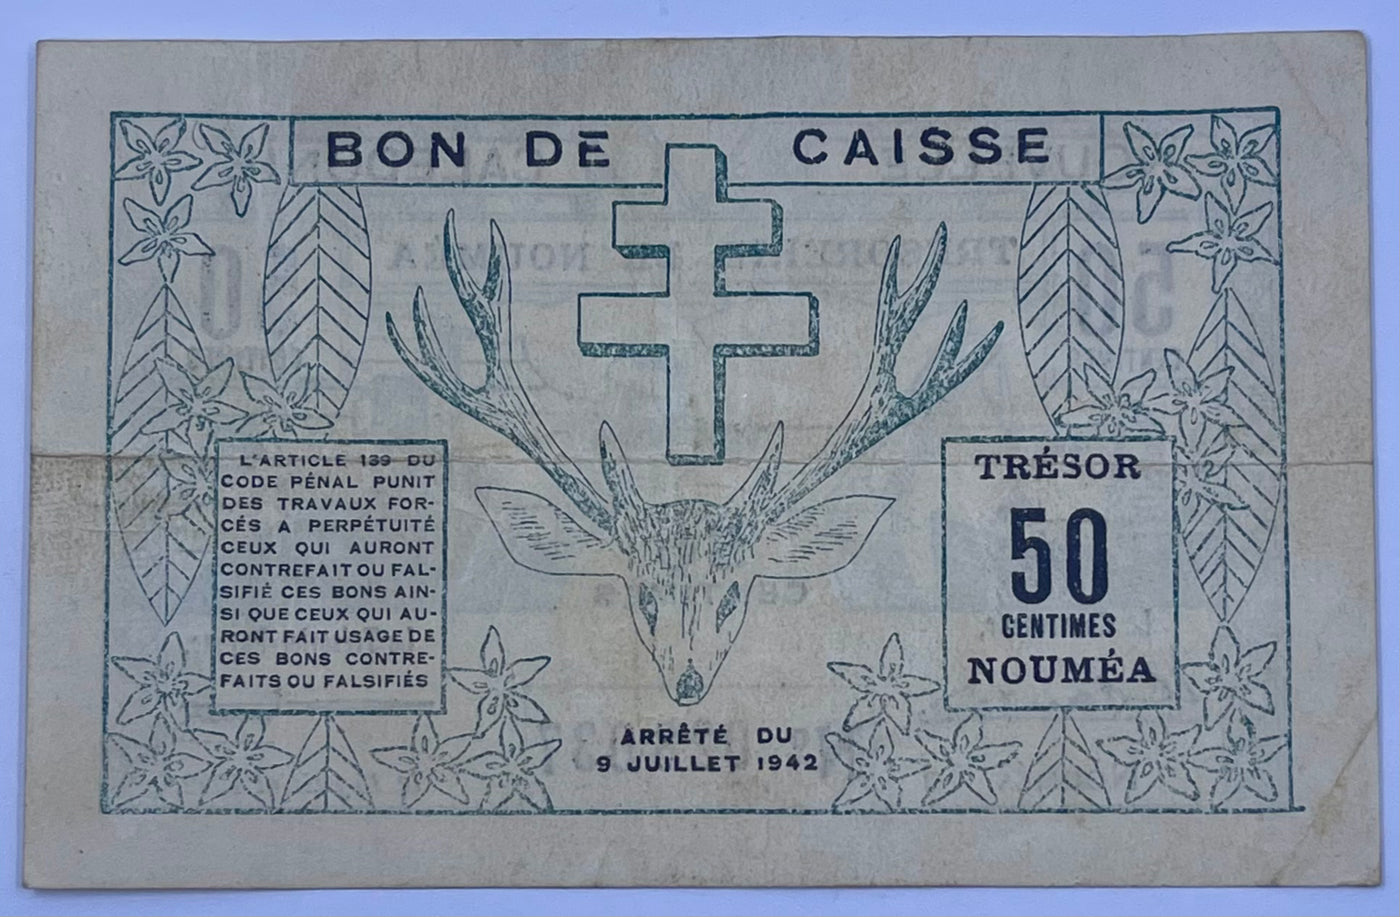 BON DE CAISSE
L'ARTICLE 139 DU
CODE PÉNAL PUNIT
DES TRAVAUX FOR-
CÉS A PERPÉTUITÉ
CEUX QUI AURONT
CONTREFAIT OU FAL-
SIFIÉ CES BONS AIN-
SI QUE CEUX QUI AU-
RONT FAIT USAGE DE
CES BONS CONTRE-
FAITS OU FALSIFIÉS
TRÉSOR
50
CENTIMES
NOUMÉA
ARRÊTÉ DU
9 JUILLET 1942